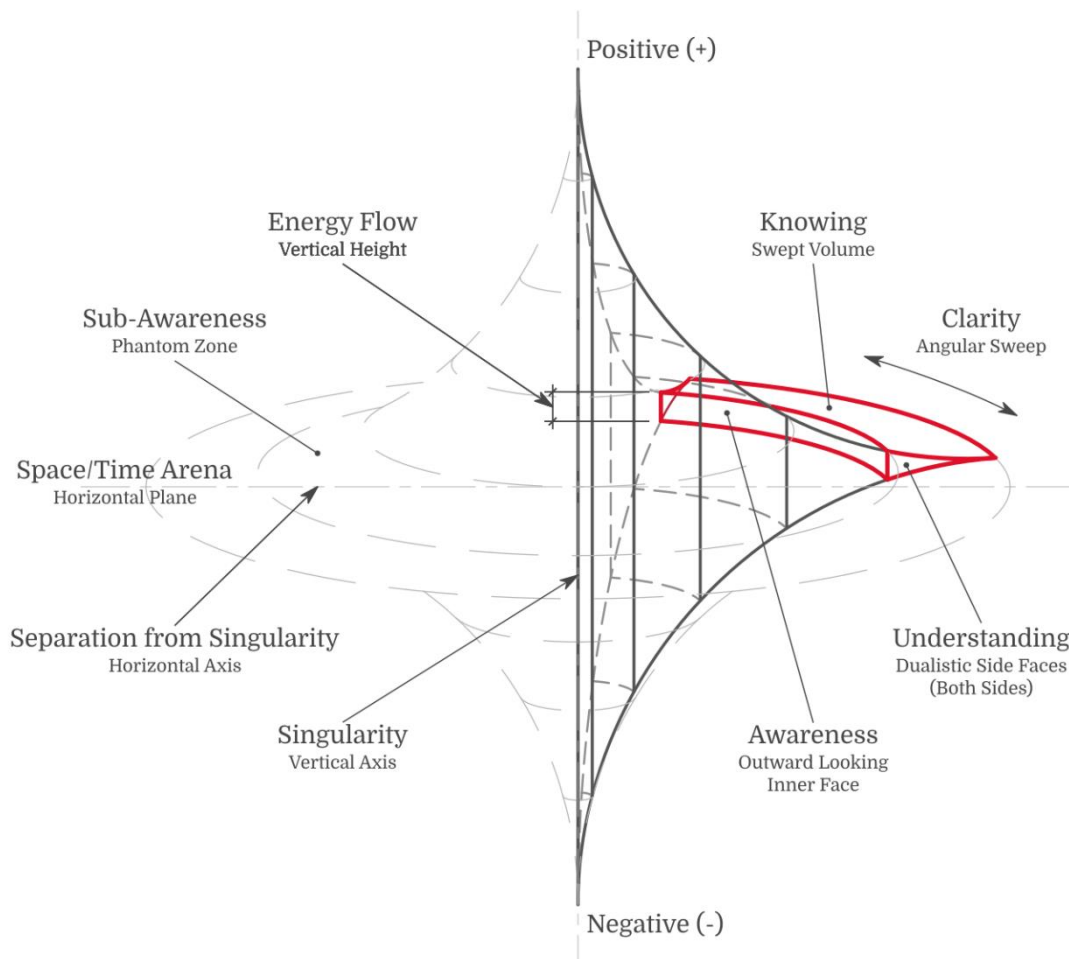 Positive (+)
Energy Flow
Vertical Height
Knowing
Swept Volume
Sub-Awareness
Phantom Zone
Clarity
Angular Sweep
Space/Time Arena
Horizontal Plane
Separation from Singularity
Horizontal Axis
Understanding
Dualistic Side Faces
(Both Sides)
Singularity
Vertical Axis
Awareness
Outward Looking
Inner Face
Negative (-)